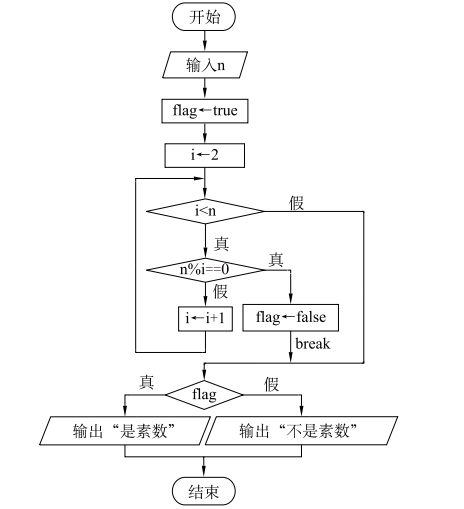 开始
输入n
flag←true
i←2
i<n
假
真
n%i==0
真
假
i←i+1
flag←false
break
真
flag
假
输出“是素数”
输出“不是素数”
结束